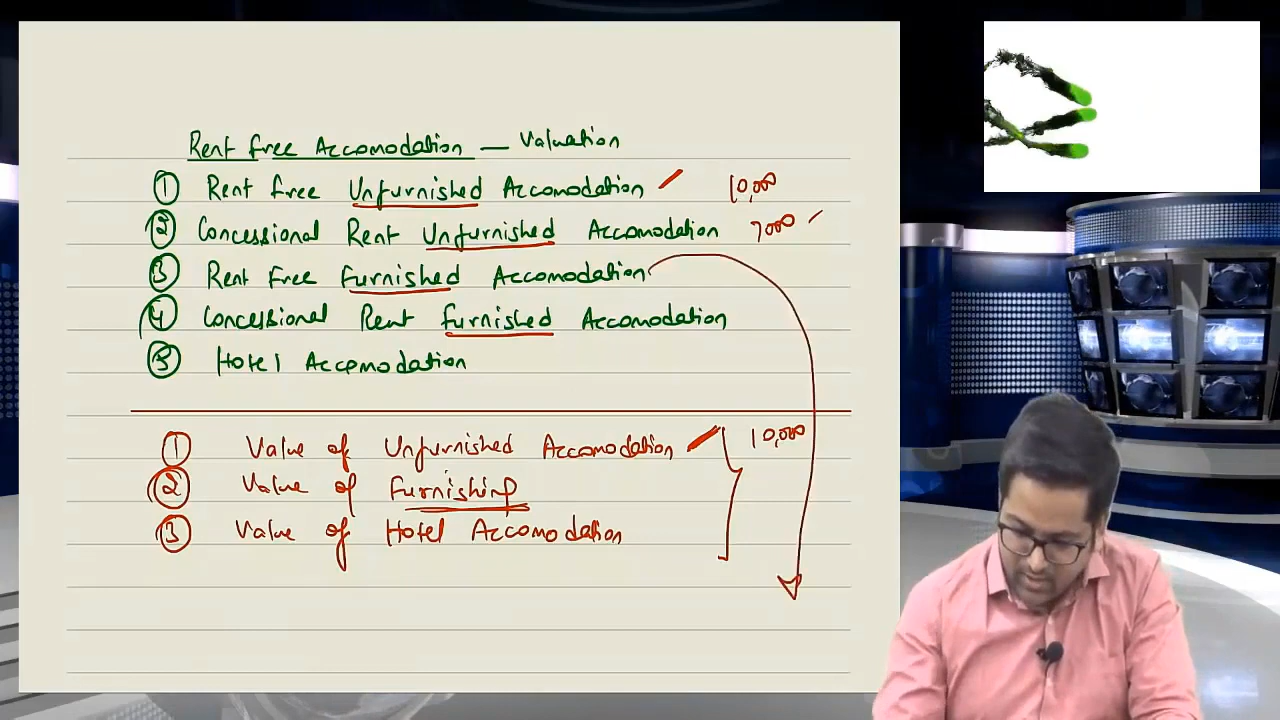 Rent free Accomodation — Valuation
① Rent free Unfurnished Accomodation 10,000
② Concessional Rent Unfurnished Accomodation 7000
③ Rent free Furnished Accomodation
④ Concessional Rent furnished Accomodation
⑤ Hotel Accomodation
① Value of Unfurnished Accomodation 10,000
② Value of Furnishing
③ Value of Hotel Accomodation